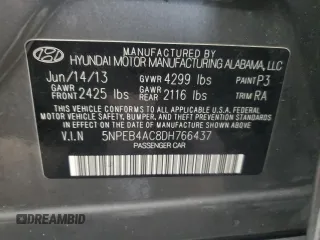 MANUFACTURED BY
HYUNDAI MOTOR MANUFACTURING ALABAMA, LLC
Jun/14/13 GVWR 4299 lbs PAINT P3
GAWR FRONT 2425 lbs GAWR REAR 2116 lbs TRIM RA
THIS VEHICLE CONFORMS TO ALL APPLICABLE
FEDERAL MOTOR VEHICLE SAFETY, BUMPER,
AND THEFT PREVENTION STANDARDS IN EFFECT
ON THE DATE OF MANUFACTURE SHOWN ABOVE.
V.I.N 5NPEB4AC8DH766437
PASSENGER CAR
© DEALERBID AMBID